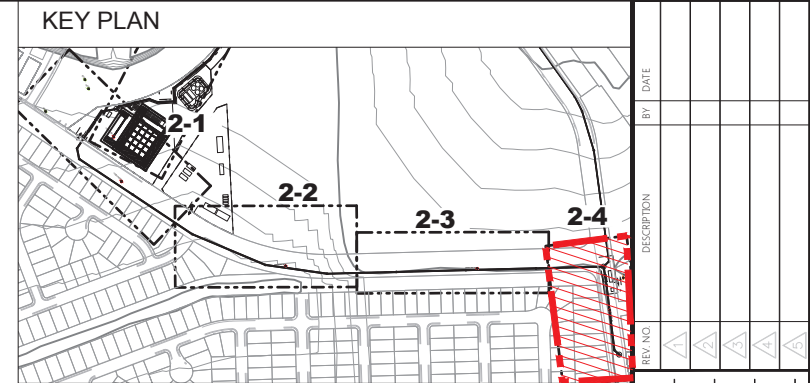 KEY PLAN
2-1
2-2
2-3
2-4
DATE
BY
DESCRIPTION
REV. NO.
1
2
3
4
5